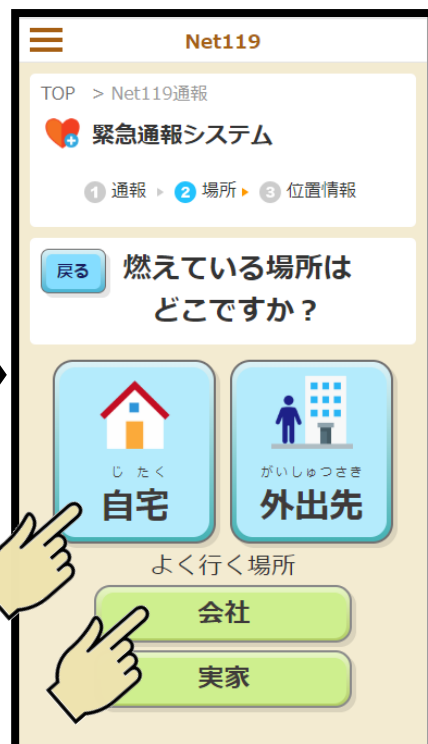 Net119
TOP > Net119通報
緊急通報システム
1 通報 ▸ 2 場所 ▸ 3 位置情報
戻る
燃えている場所は
どこですか？
じたく
自宅
がいしゅつさき
外出先
よく行く場所
会社
実家